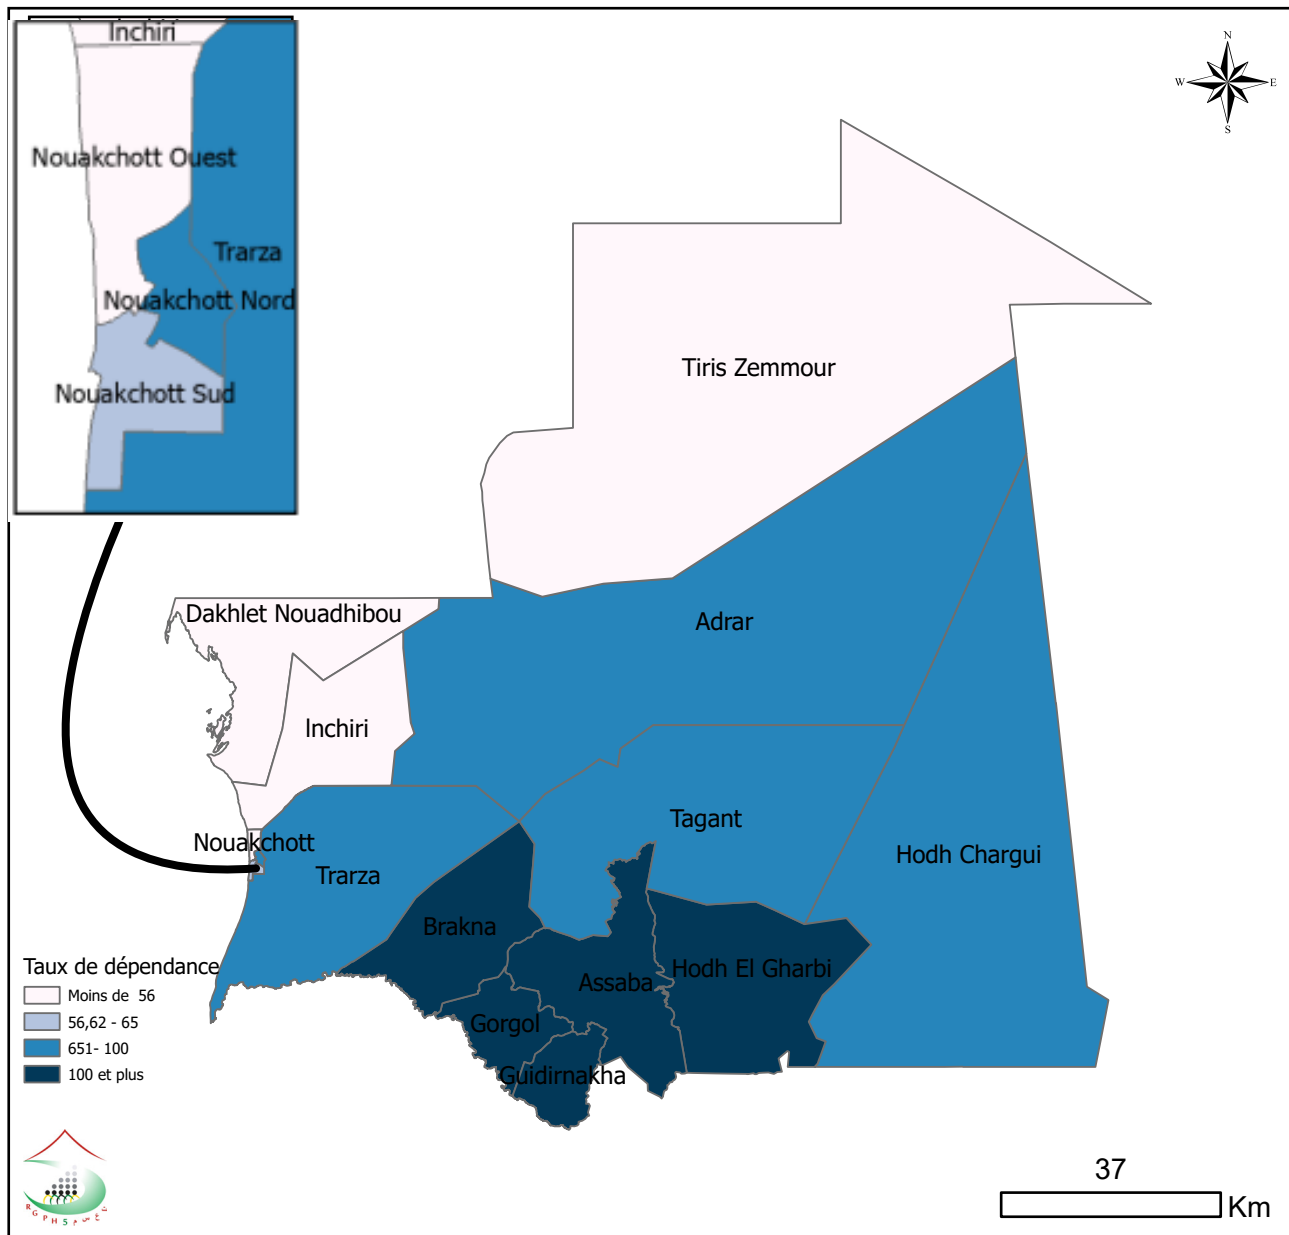 Inchiri
Nouakchott Ouest
Trarza
Nouakchott Nord
Nouakchott Sud
N
W
E
S
Tiris Zemmour
Dakhlet Nouadhibou
Adrar
Inchiri
Tagant
Nouakchott
Hodh Chargui
Trarza
Brakna
Hodh El Gharbi
Assaba
Gorgol
Guidirnakha
Taux de dépendance
Moins de 56
56,62 - 65
651- 100
100 et plus
RGPH5
37
Km